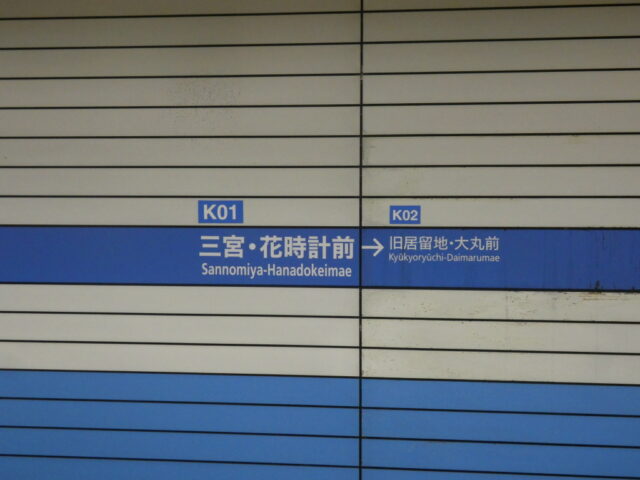 K01
三宮・花時計前
Sannomiya-Hanadokeimae
→
K02
旧居留地・大丸前
Kyūkyoryūchi-Daimarumae